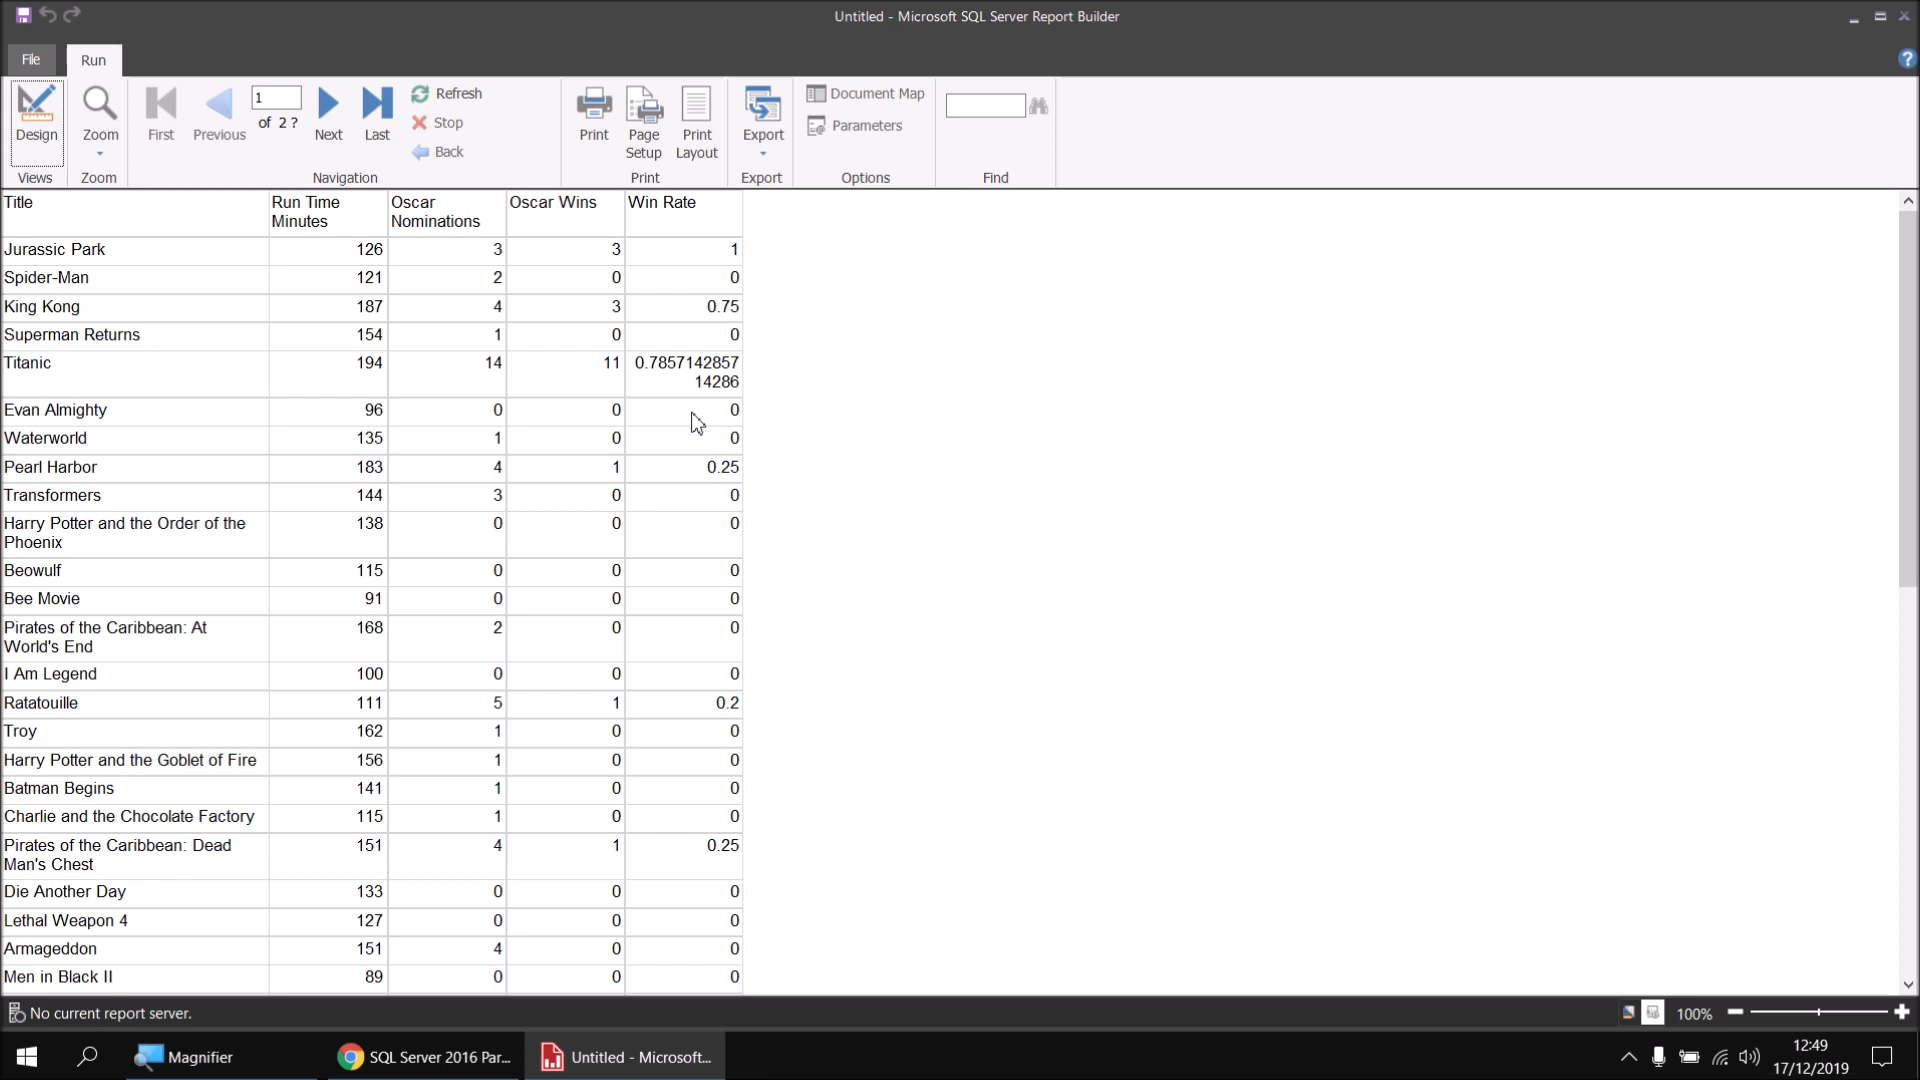 Untitled - Microsoft SQL Server Report Builder
File
Run
Design
Zoom
First
Previous
1
of 2 ?
Next
Last
Refresh
Stop
Back
Print
Page Setup
Print Layout
Export
Document Map
Parameters
Views
Zoom
Navigation
Print
Export
Options
Find
Title Run Time Minutes Oscar Nominations Oscar Wins Win Rate
Jurassic Park 126 3 3 1
Spider-Man 121 2 0 0
King Kong 187 4 3 0.75
Superman Returns 154 1 0 0
Titanic 194 14 11 0.7857142857
14286
Evan Almighty 96 0 0 0
Waterworld 135 1 0 0
Pearl Harbor 183 4 1 0.25
Transformers 144 3 0 0
Harry Potter and the Order of the 138 0 0 0
Phoenix
Beowulf 115 0 0 0
Bee Movie 91 0 0 0
Pirates of the Caribbean: At 168 2 0 0
World's End
I Am Legend 100 0 0 0
Ratatouille 111 5 1 0.2
Troy 162 1 0 0
Harry Potter and the Goblet of Fire 156 1 0 0
Batman Begins 141 1 0 0
Charlie and the Chocolate Factory 115 1 0 0
Pirates of the Caribbean: Dead 151 4 1 0.25
Man's Chest
Die Another Day 133 0 0 0
Lethal Weapon 4 127 0 0 0
Armageddon 151 4 0 0
Men in Black II 89 0 0 0
No current report server.
100%
Magnifier
SQL Server 2016 Par...
Untitled - Microsoft...
12:49
17/12/2019